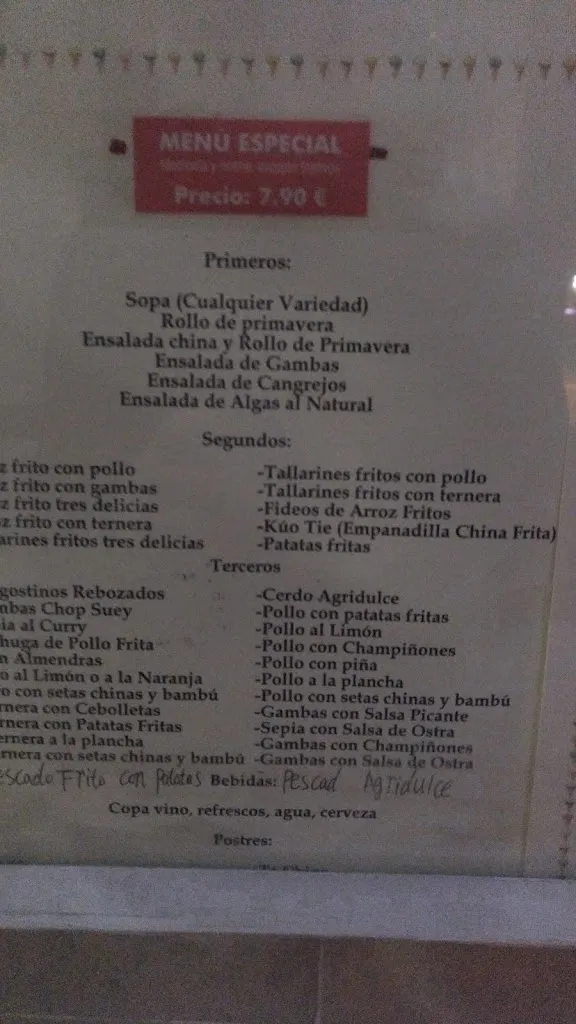 MENU ESPECIAL
Precio: 7.90 €
Primeros:
Sopa (Cualquier Variedad)
Rollo de primavera
Ensalada china y Rollo de Primavera
Ensalada de Gambas
Ensalada de Cangrejos
Ensalada de Algas al Natural
Segundos:
z frito con pollo
z frito con gambas
z frito tres delicias
z frito con ternera
arines fritos tres delicias
-Tallarines fritos con pollo
-Tallarines fritos con ternera
-Fideos de Arroz Fritos
-Kúo Tie (Empanadilla China Frita)
-Patatas fritas
Terceros
gostinos Rebozados
mbas Chop Suey
ia al Curry
huga de Pollo Frita
n Almendras
o al Limón o a la Naranja
o con setas chinas y bambú
rnera con Cebolletas
rnera con Patatas Fritas
ernera a la plancha
ernera con setas chinas y bambú
-Cerdo Agridulce
-Pollo con patatas fritas
-Pollo al Limón
-Pollo con Champiñones
-Pollo con piña
-Pollo a la plancha
-Pollo con setas chinas y bambú
-Gambas con Salsa Picante
-Sepia con Salsa de Ostra
-Gambas con Champiñones
-Gambas con Salsa de Ostra
escado Frito con patatas Bebidas: Pescad Agridulce
Copa vino, refrescos, agua, cerveza
Postres: